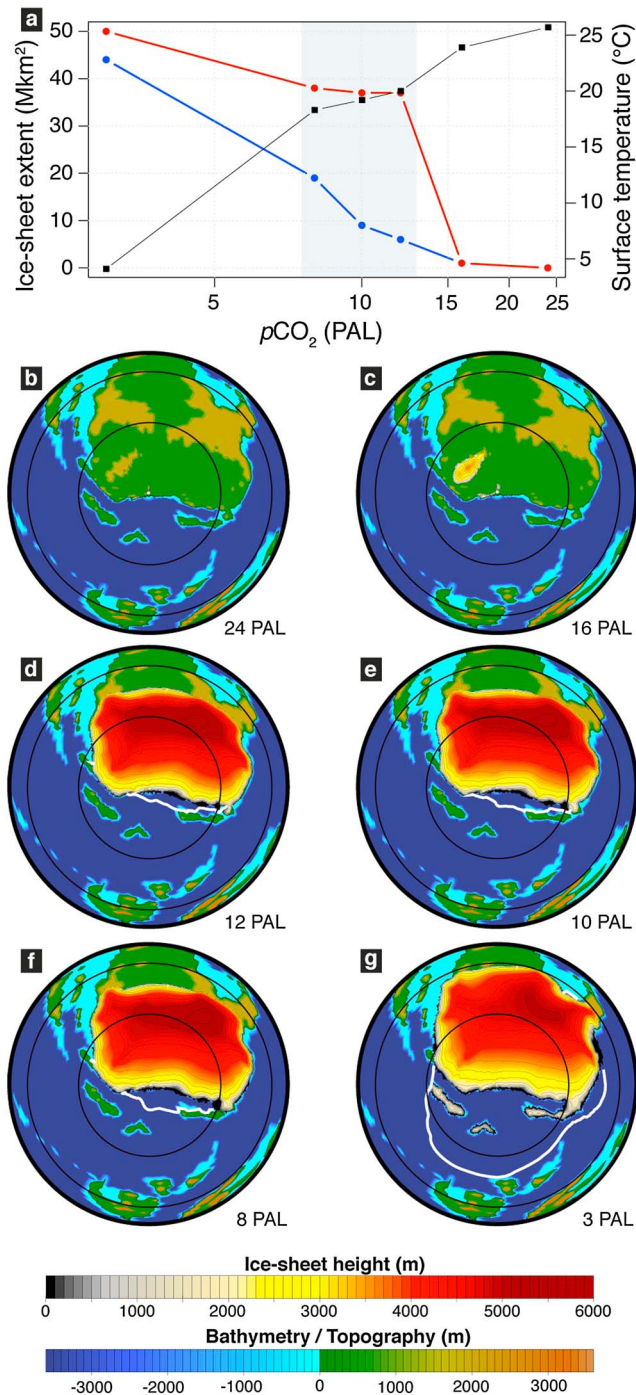 a
Ice-sheet extent (Mkm²)
50
40
30
20
10
0
25
20
15
10
5
Surface temperature (°C)
5
10
15
20
25
pCO₂ (PAL)
b
24 PAL
c
16 PAL
d
12 PAL
e
10 PAL
f
8 PAL
g
3 PAL
Ice-sheet height (m)
0 1000 2000 3000 4000 5000 6000
Bathymetry / Topography (m)
-3000 -2000 -1000 0 1000 2000 3000